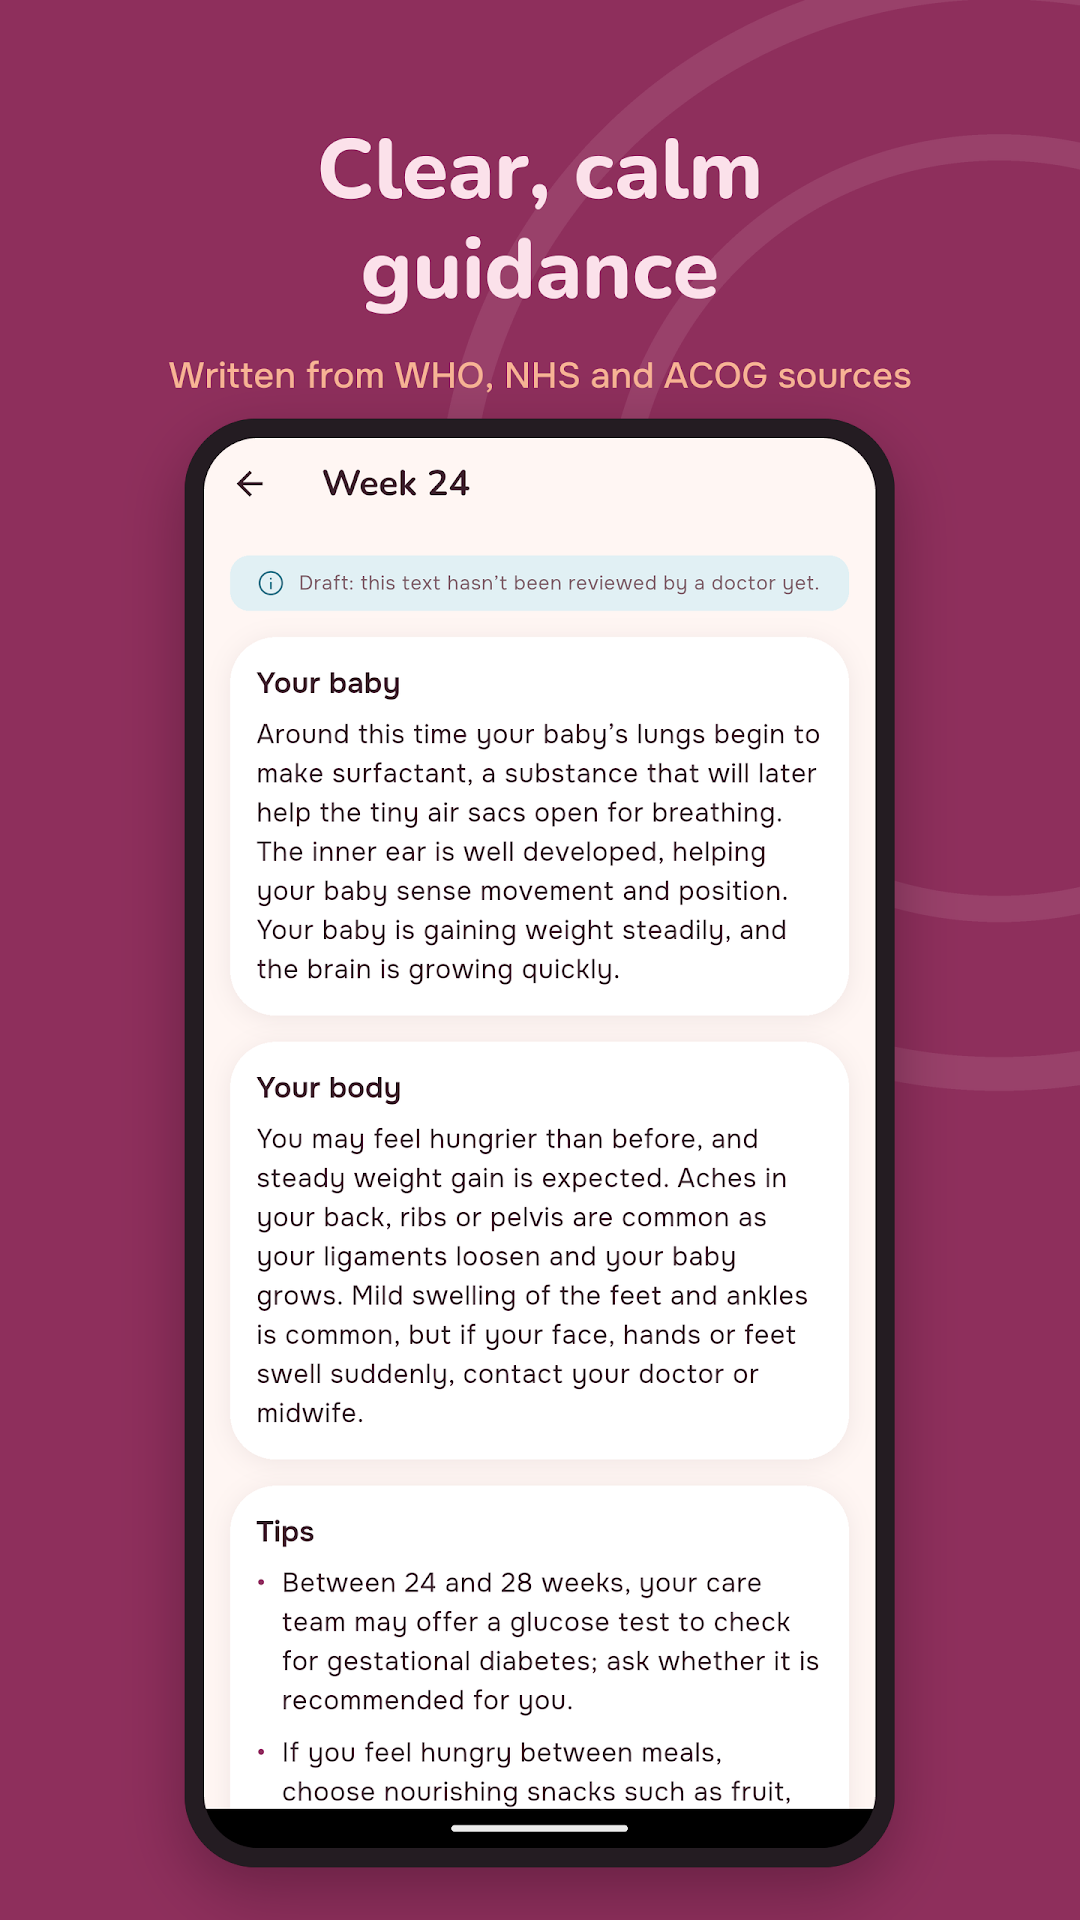 Clear, calm
guidance
Written from WHO, NHS and ACOG sources
Week 24
Draft: this text hasn’t been reviewed by a doctor yet.
Your baby
Around this time your baby’s lungs begin to
make surfactant, a substance that will later
help the tiny air sacs open for breathing.
The inner ear is well developed, helping
your baby sense movement and position.
Your baby is gaining weight steadily, and
the brain is growing quickly.
Your body
You may feel hungrier than before, and
steady weight gain is expected. Aches in
your back, ribs or pelvis are common as
your ligaments loosen and your baby
grows. Mild swelling of the feet and ankles
is common, but if your face, hands or feet
swell suddenly, contact your doctor or
midwife.
Tips
• Between 24 and 28 weeks, your care
team may offer a glucose test to check
for gestational diabetes; ask whether it is
recommended for you.
• If you feel hungry between meals,
choose nourishing snacks such as fruit,